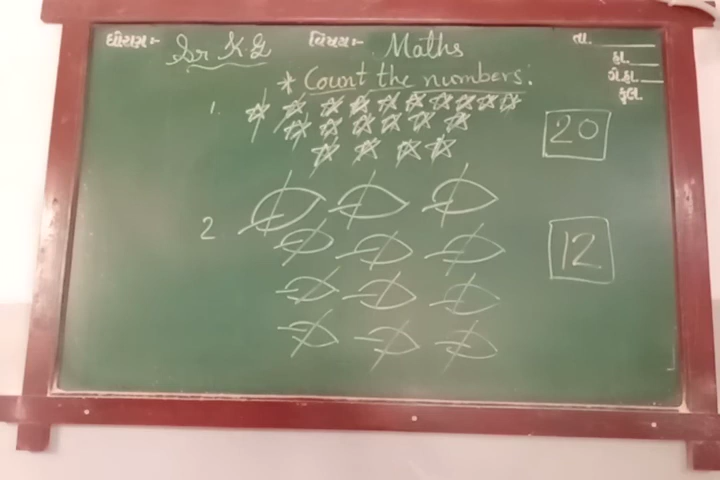 ધોરણ:- Sr K.G વિષય:- Maths તા.
* Count the numbers:
હા.
ગે.હા.
કુલ
1.
20
2
12